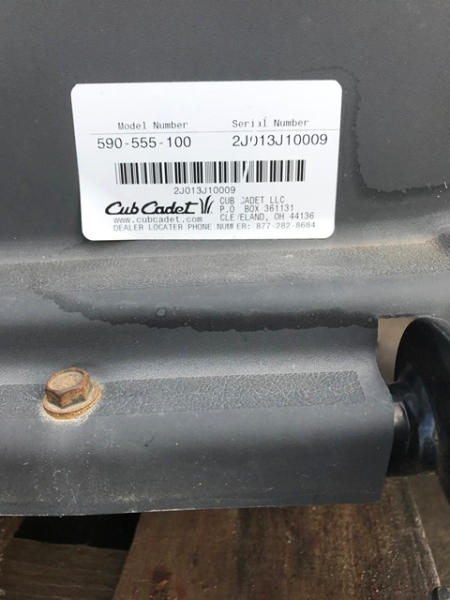 Model Number Serial Number
590-555-100 2J013J10009
2J013J10009
Cub Cadet CUB CADET LLC
www.cubcadet.com P.O. BOX 361131
CLEVELAND, OH 44136
DEALER LOCATER PHONE NUMBER: 877-282-8684